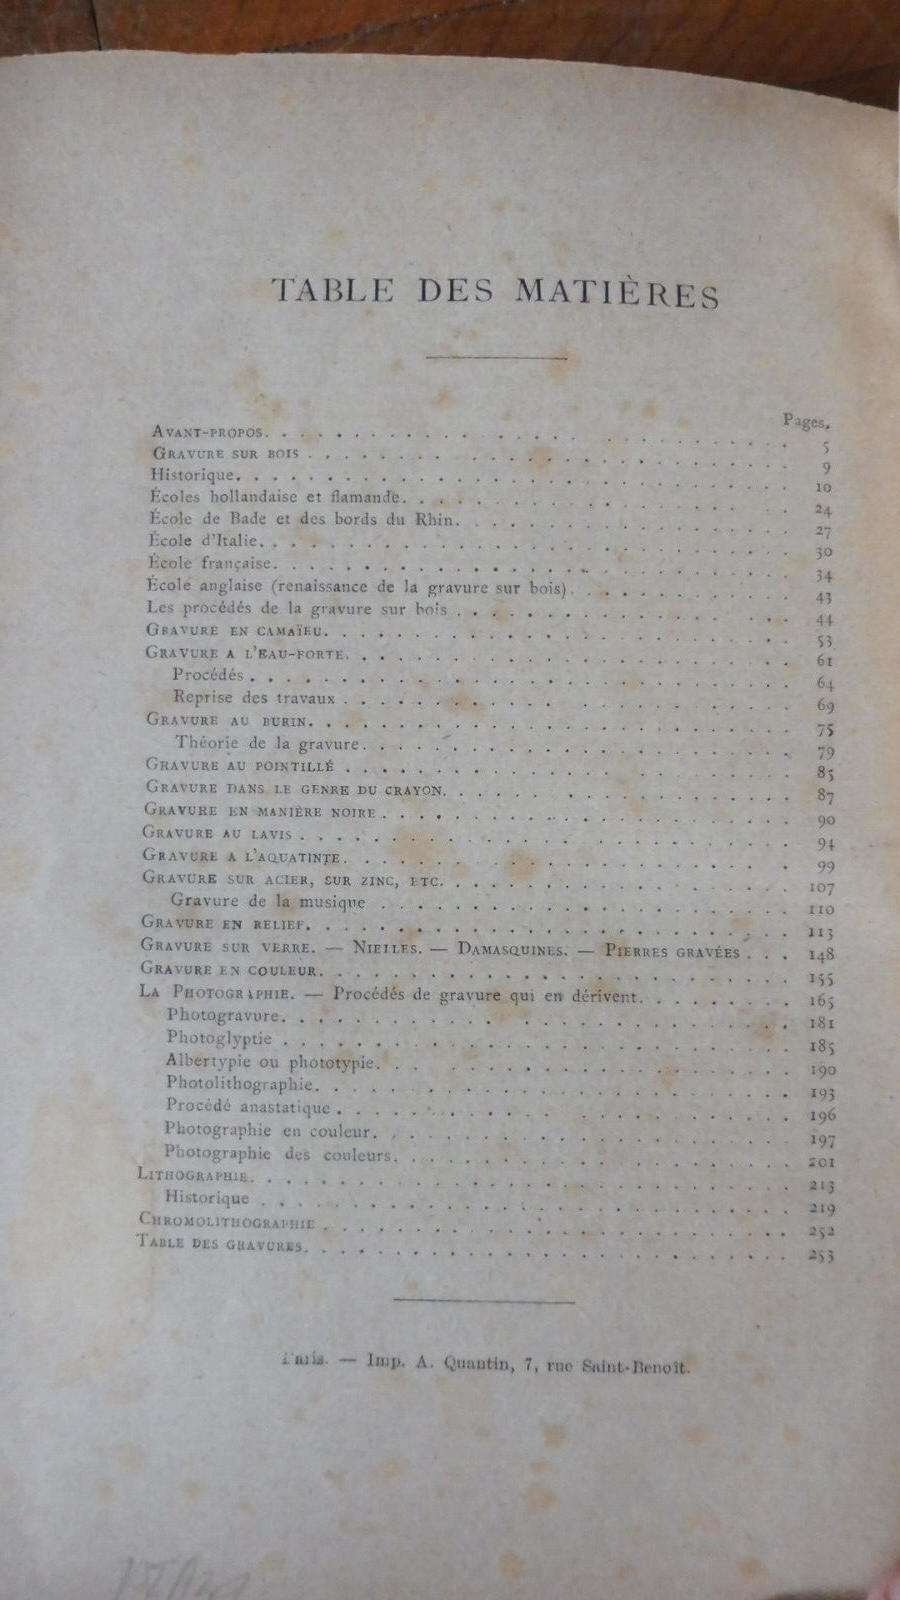 TABLE DES MATIÈRES
Pages.
AVANT-PROPOS. 5
GRAVURE SUR BOIS 9
Historique. 10
Écoles hollandaise et flamande. 24
École de Bade et des bords du Rhin. 27
École d'Italie. 30
École française. 34
École anglaise (renaissance de la gravure sur bois). 43
Les procédés de la gravure sur bois 44
GRAVURE EN CAMAÏEU. 53
GRAVURE A L'EAU-FORTE. 61
Procédés 64
Reprise des travaux 69
GRAVURE AU BURIN. 75
Théorie de la gravure. 79
GRAVURE AU POINTILLÉ 85
GRAVURE DANS LE GENRE DU CRAYON. 87
GRAVURE EN MANIÈRE NOIRE 90
GRAVURE AU LAVIS 94
GRAVURE A L'AQUATINTE. 99
GRAVURE SUR ACIER, SUR ZINC, ETC. 107
Gravure de la musique 110
GRAVURE EN RELIEF. 113
GRAVURE SUR VERRE. — NIELLES. — DAMASQUINES. — PIERRES GRAVÉES 148
GRAVURE EN COULEUR. 155
LA PHOTOGRAPHIE. — Procédés de gravure qui en dérivent. 165
Photogravure. 181
Photoglyptie 185
Albertypie ou phototypie. 190
Photolithographie. 193
Procédé anastatique 196
Photographie en couleur. 197
Photographie des couleurs. 201
LITHOGRAPHIE. 213
Historique 219
CHROMOLITHOGRAPHIE 252
TABLE DES GRAVURES. 253
Paris. — Imp. A. Quantin, 7, rue Saint-Benoît.